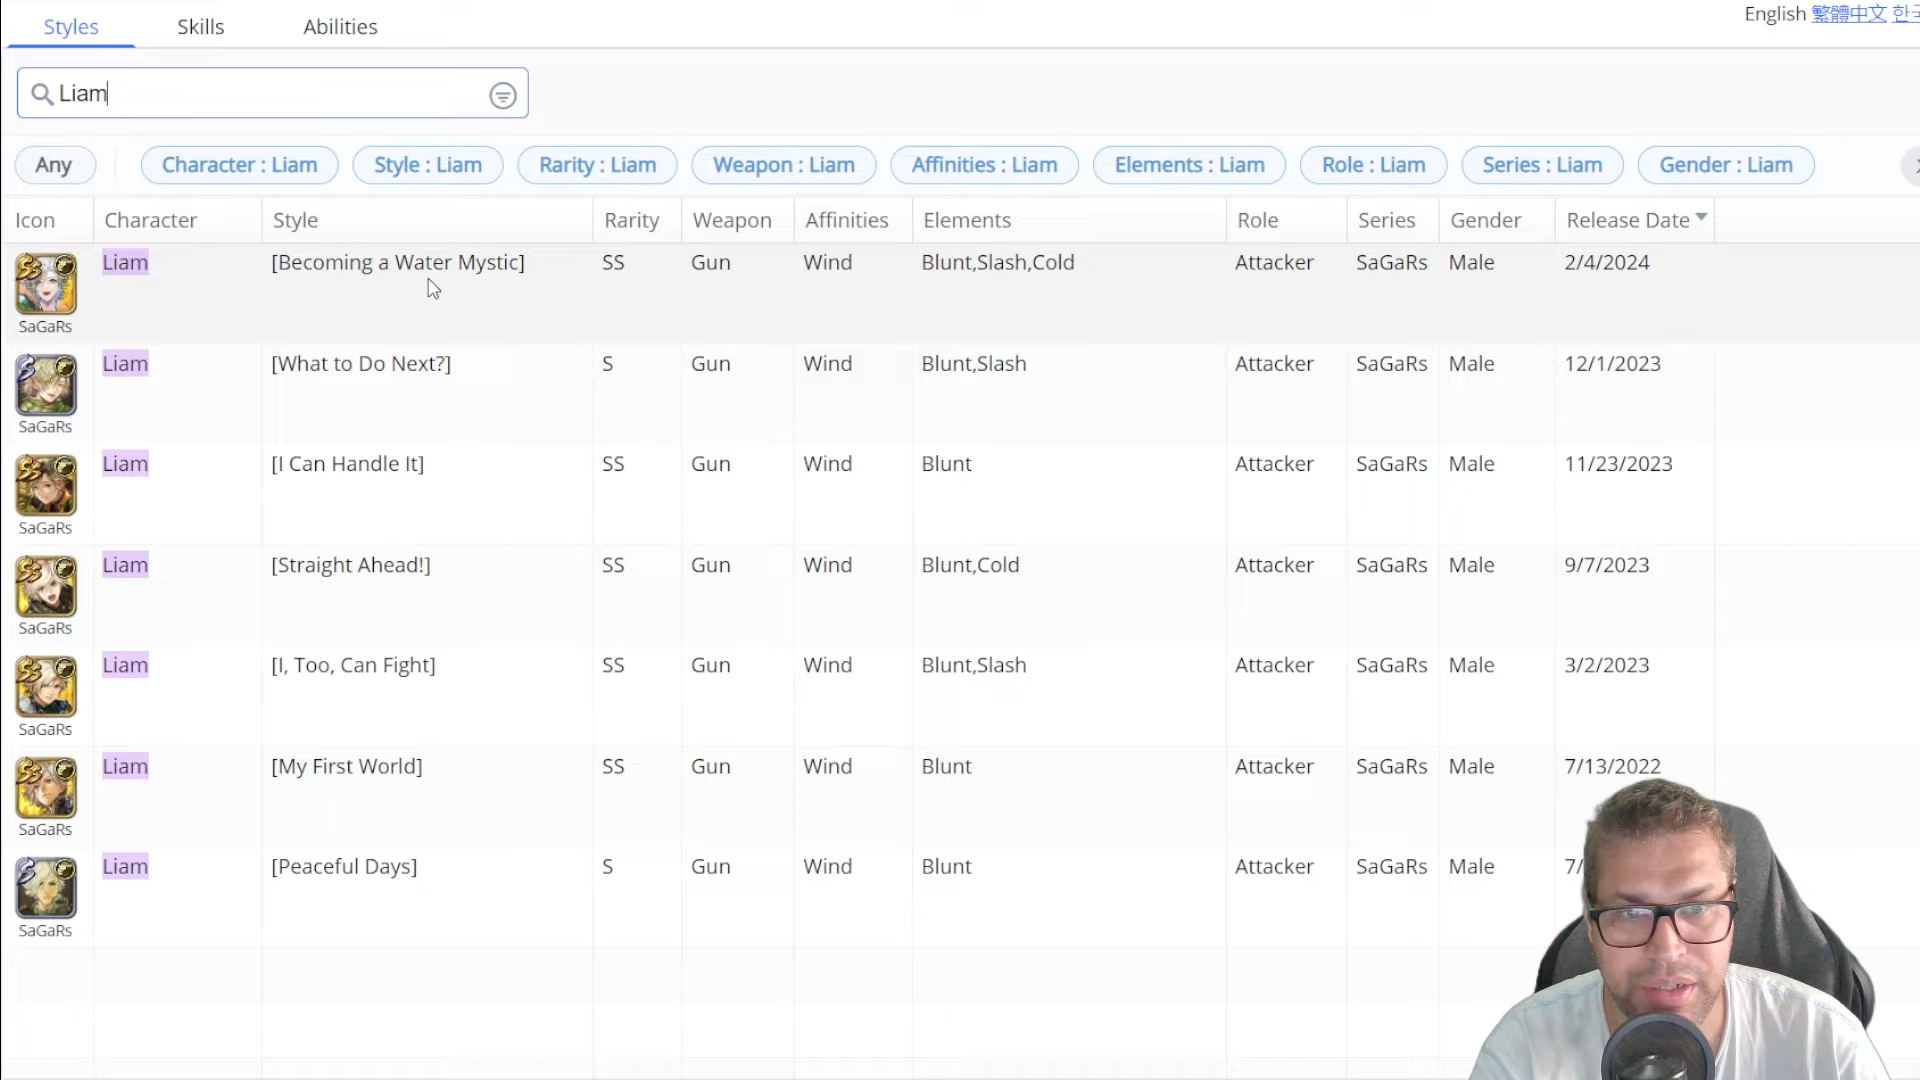 Styles Skills Abilities English 繁體中文
Liam
Any Character : Liam Style : Liam Rarity : Liam Weapon : Liam Affinities : Liam Elements : Liam Role : Liam Series : Liam Gender : Liam
Icon Character Style Rarity Weapon Affinities Elements Role Series Gender Release Date
Liam [Becoming a Water Mystic] SS Gun Wind Blunt,Slash,Cold Attacker SaGaRs Male 2/4/2024
SaGaRs
Liam [What to Do Next?] S Gun Wind Blunt,Slash Attacker SaGaRs Male 12/1/2023
SaGaRs
Liam [I Can Handle It] SS Gun Wind Blunt Attacker SaGaRs Male 11/23/2023
SaGaRs
Liam [Straight Ahead!] SS Gun Wind Blunt,Cold Attacker SaGaRs Male 9/7/2023
SaGaRs
Liam [I, Too, Can Fight] SS Gun Wind Blunt,Slash Attacker SaGaRs Male 3/2/2023
SaGaRs
Liam [My First World] SS Gun Wind Blunt Attacker SaGaRs Male 7/13/2022
SaGaRs
Liam [Peaceful Days] S Gun Wind Blunt Attacker SaGaRs Male 7/
SaGaRs